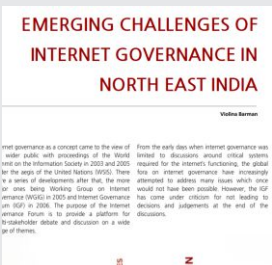 EMERGING CHALLENGES OF
INTERNET GOVERNANCE IN
NORTH EAST INDIA
Violina Barman
rnet governance as a concept came to the view of
wider public with proceedings of the World
mmit on the Information Society in 2003 and 2005
er the aegis of the United Nations (WSIS). There
e a series of developments after that, the more
or ones being Working Group on Internet
ernance (WGIG) in 2005 and Internet Governance
um (IGF) in 2006. The purpose of the Internet
ernance Forum is to provide a platform for
lti-stakeholder debate and discussion on a wide
ge of themes.
From the early days when internet governance was
limited to discussions around critical systems
required for the internet's functioning, the global
fora on internet governance have increasingly
attempted to address many issues which once
would not have been possible. However, the IGF
has come under criticism for not leading to
decisions and judgements at the end of the
discussions.